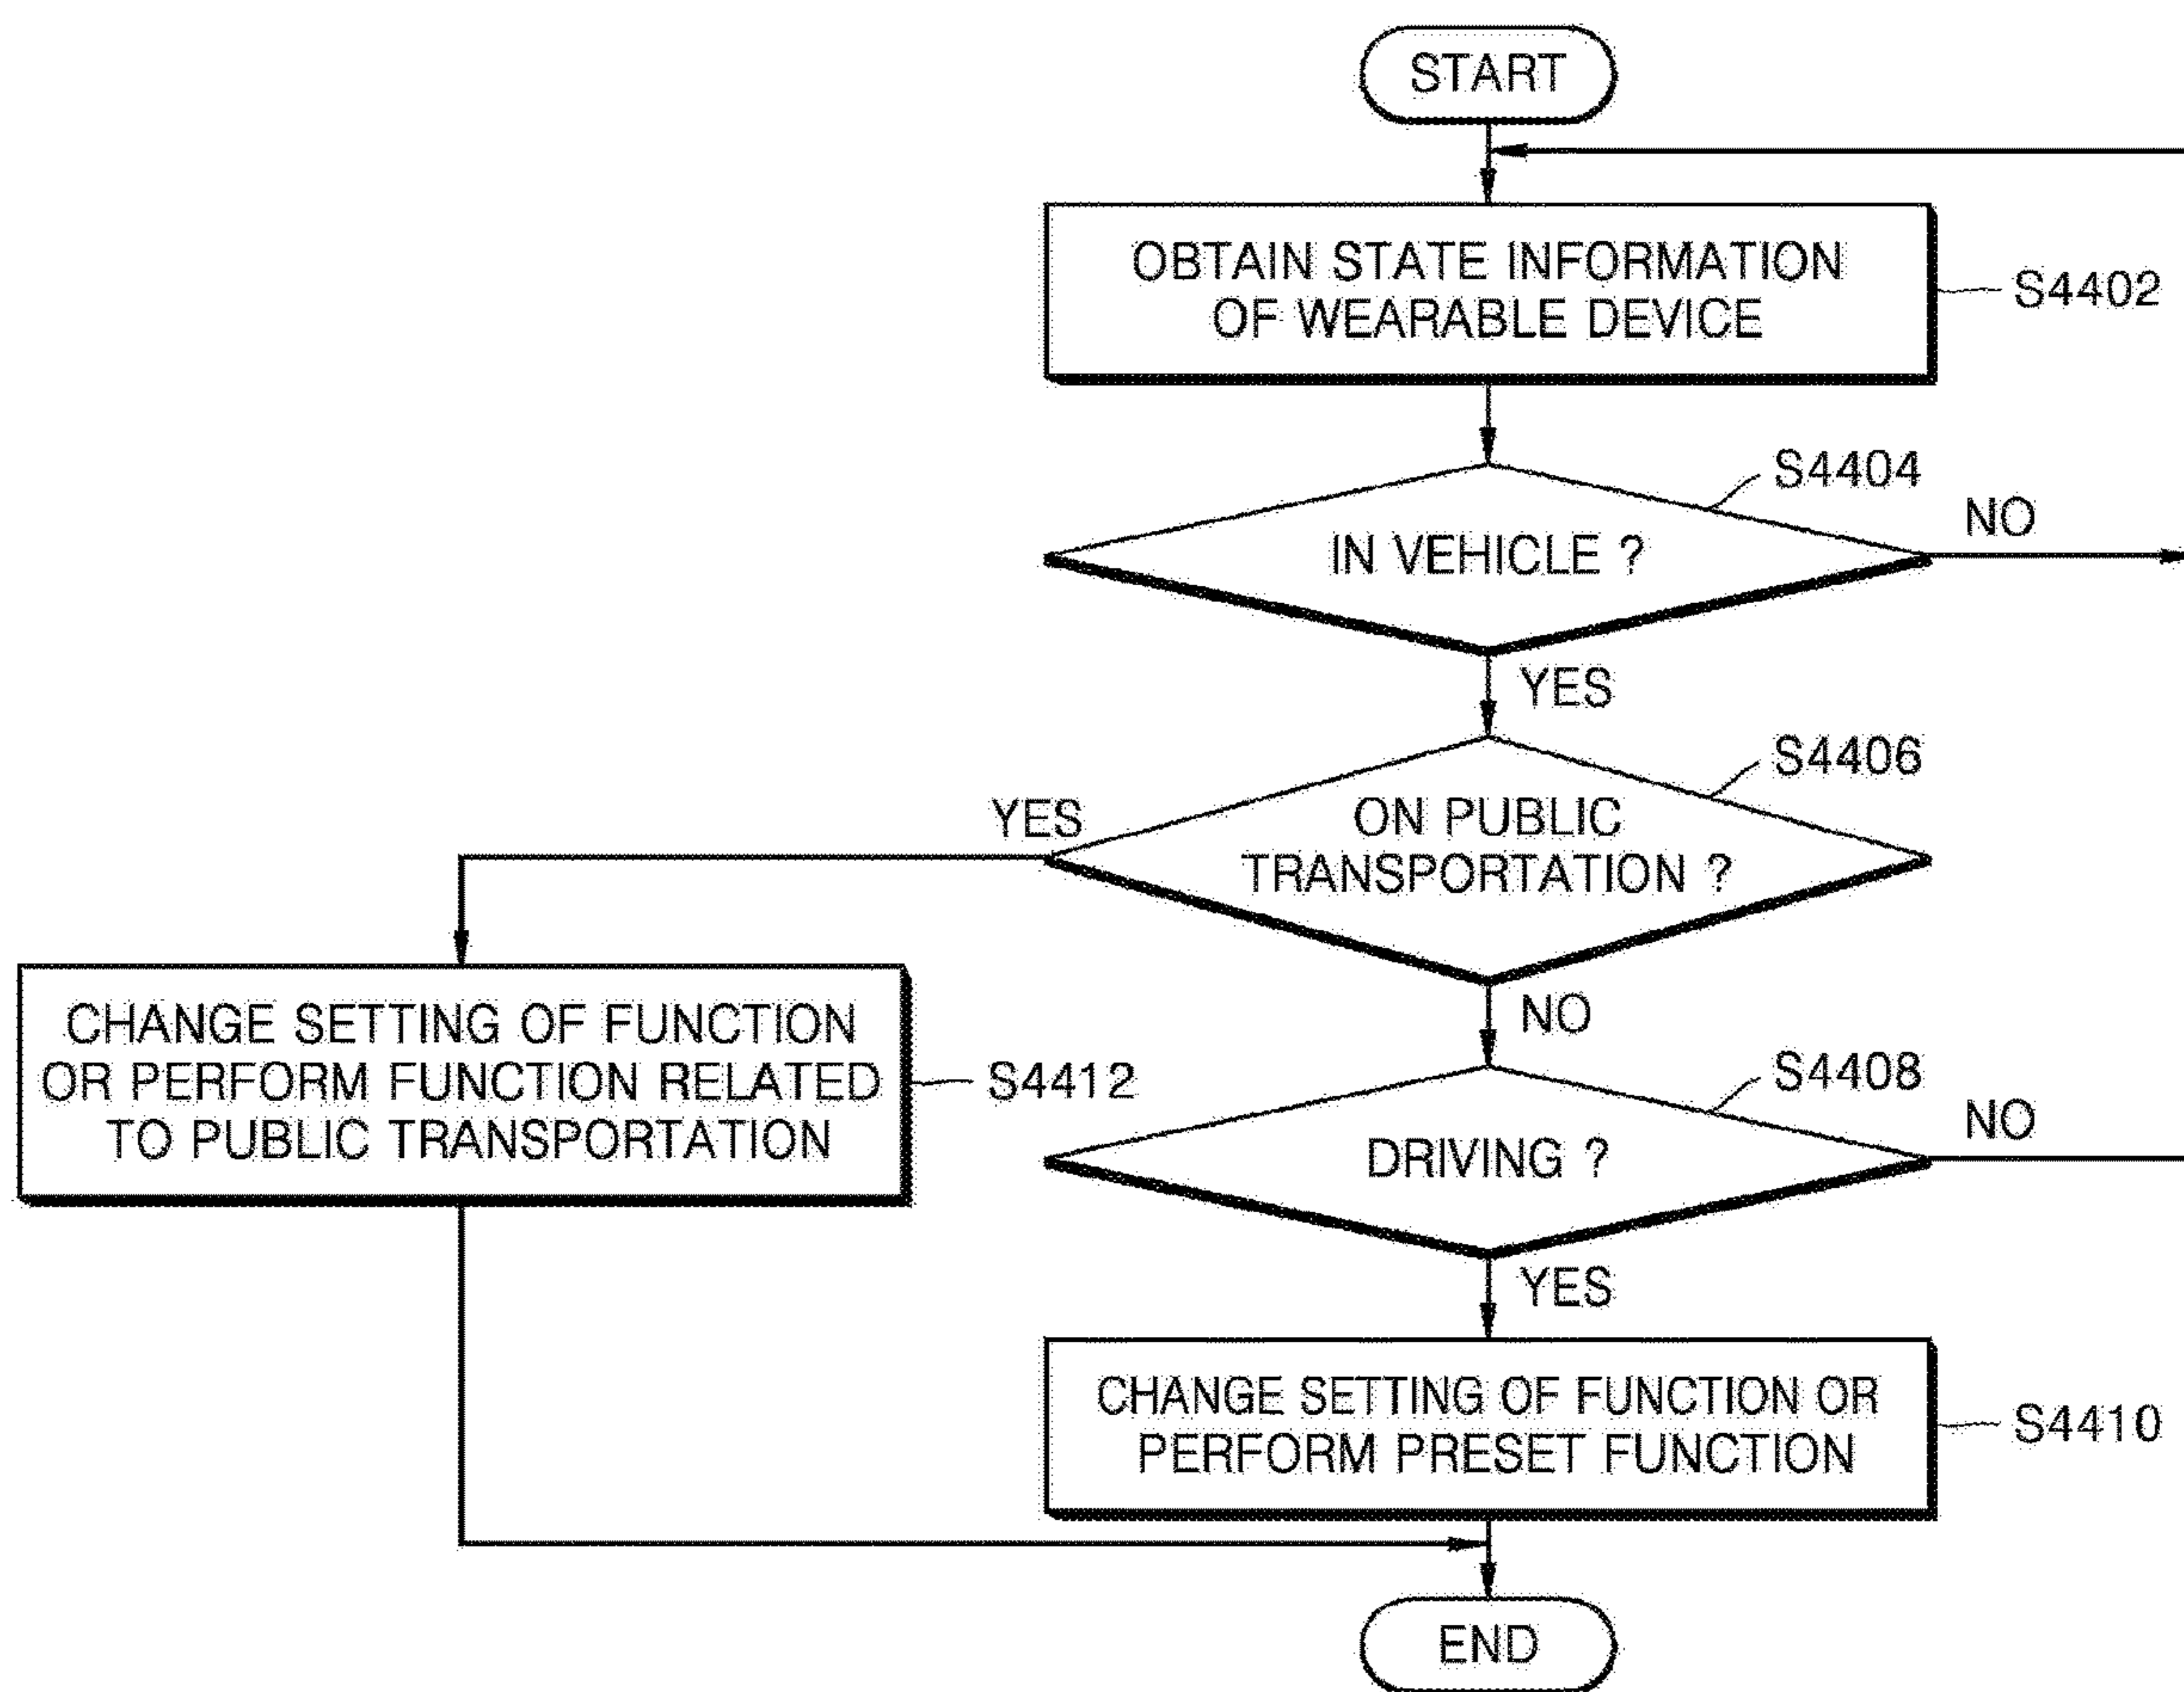 START
OBTAIN STATE INFORMATION
OF WEARABLE DEVICE
S4402
S4404
IN VEHICLE ?
NO
YES
S4406
ON PUBLIC
TRANSPORTATION ?
YES
NO
CHANGE SETTING OF FUNCTION
OR PERFORM FUNCTION RELATED
TO PUBLIC TRANSPORTATION
S4412
S4408
DRIVING ?
NO
YES
CHANGE SETTING OF FUNCTION OR
PERFORM PRESET FUNCTION
S4410
END